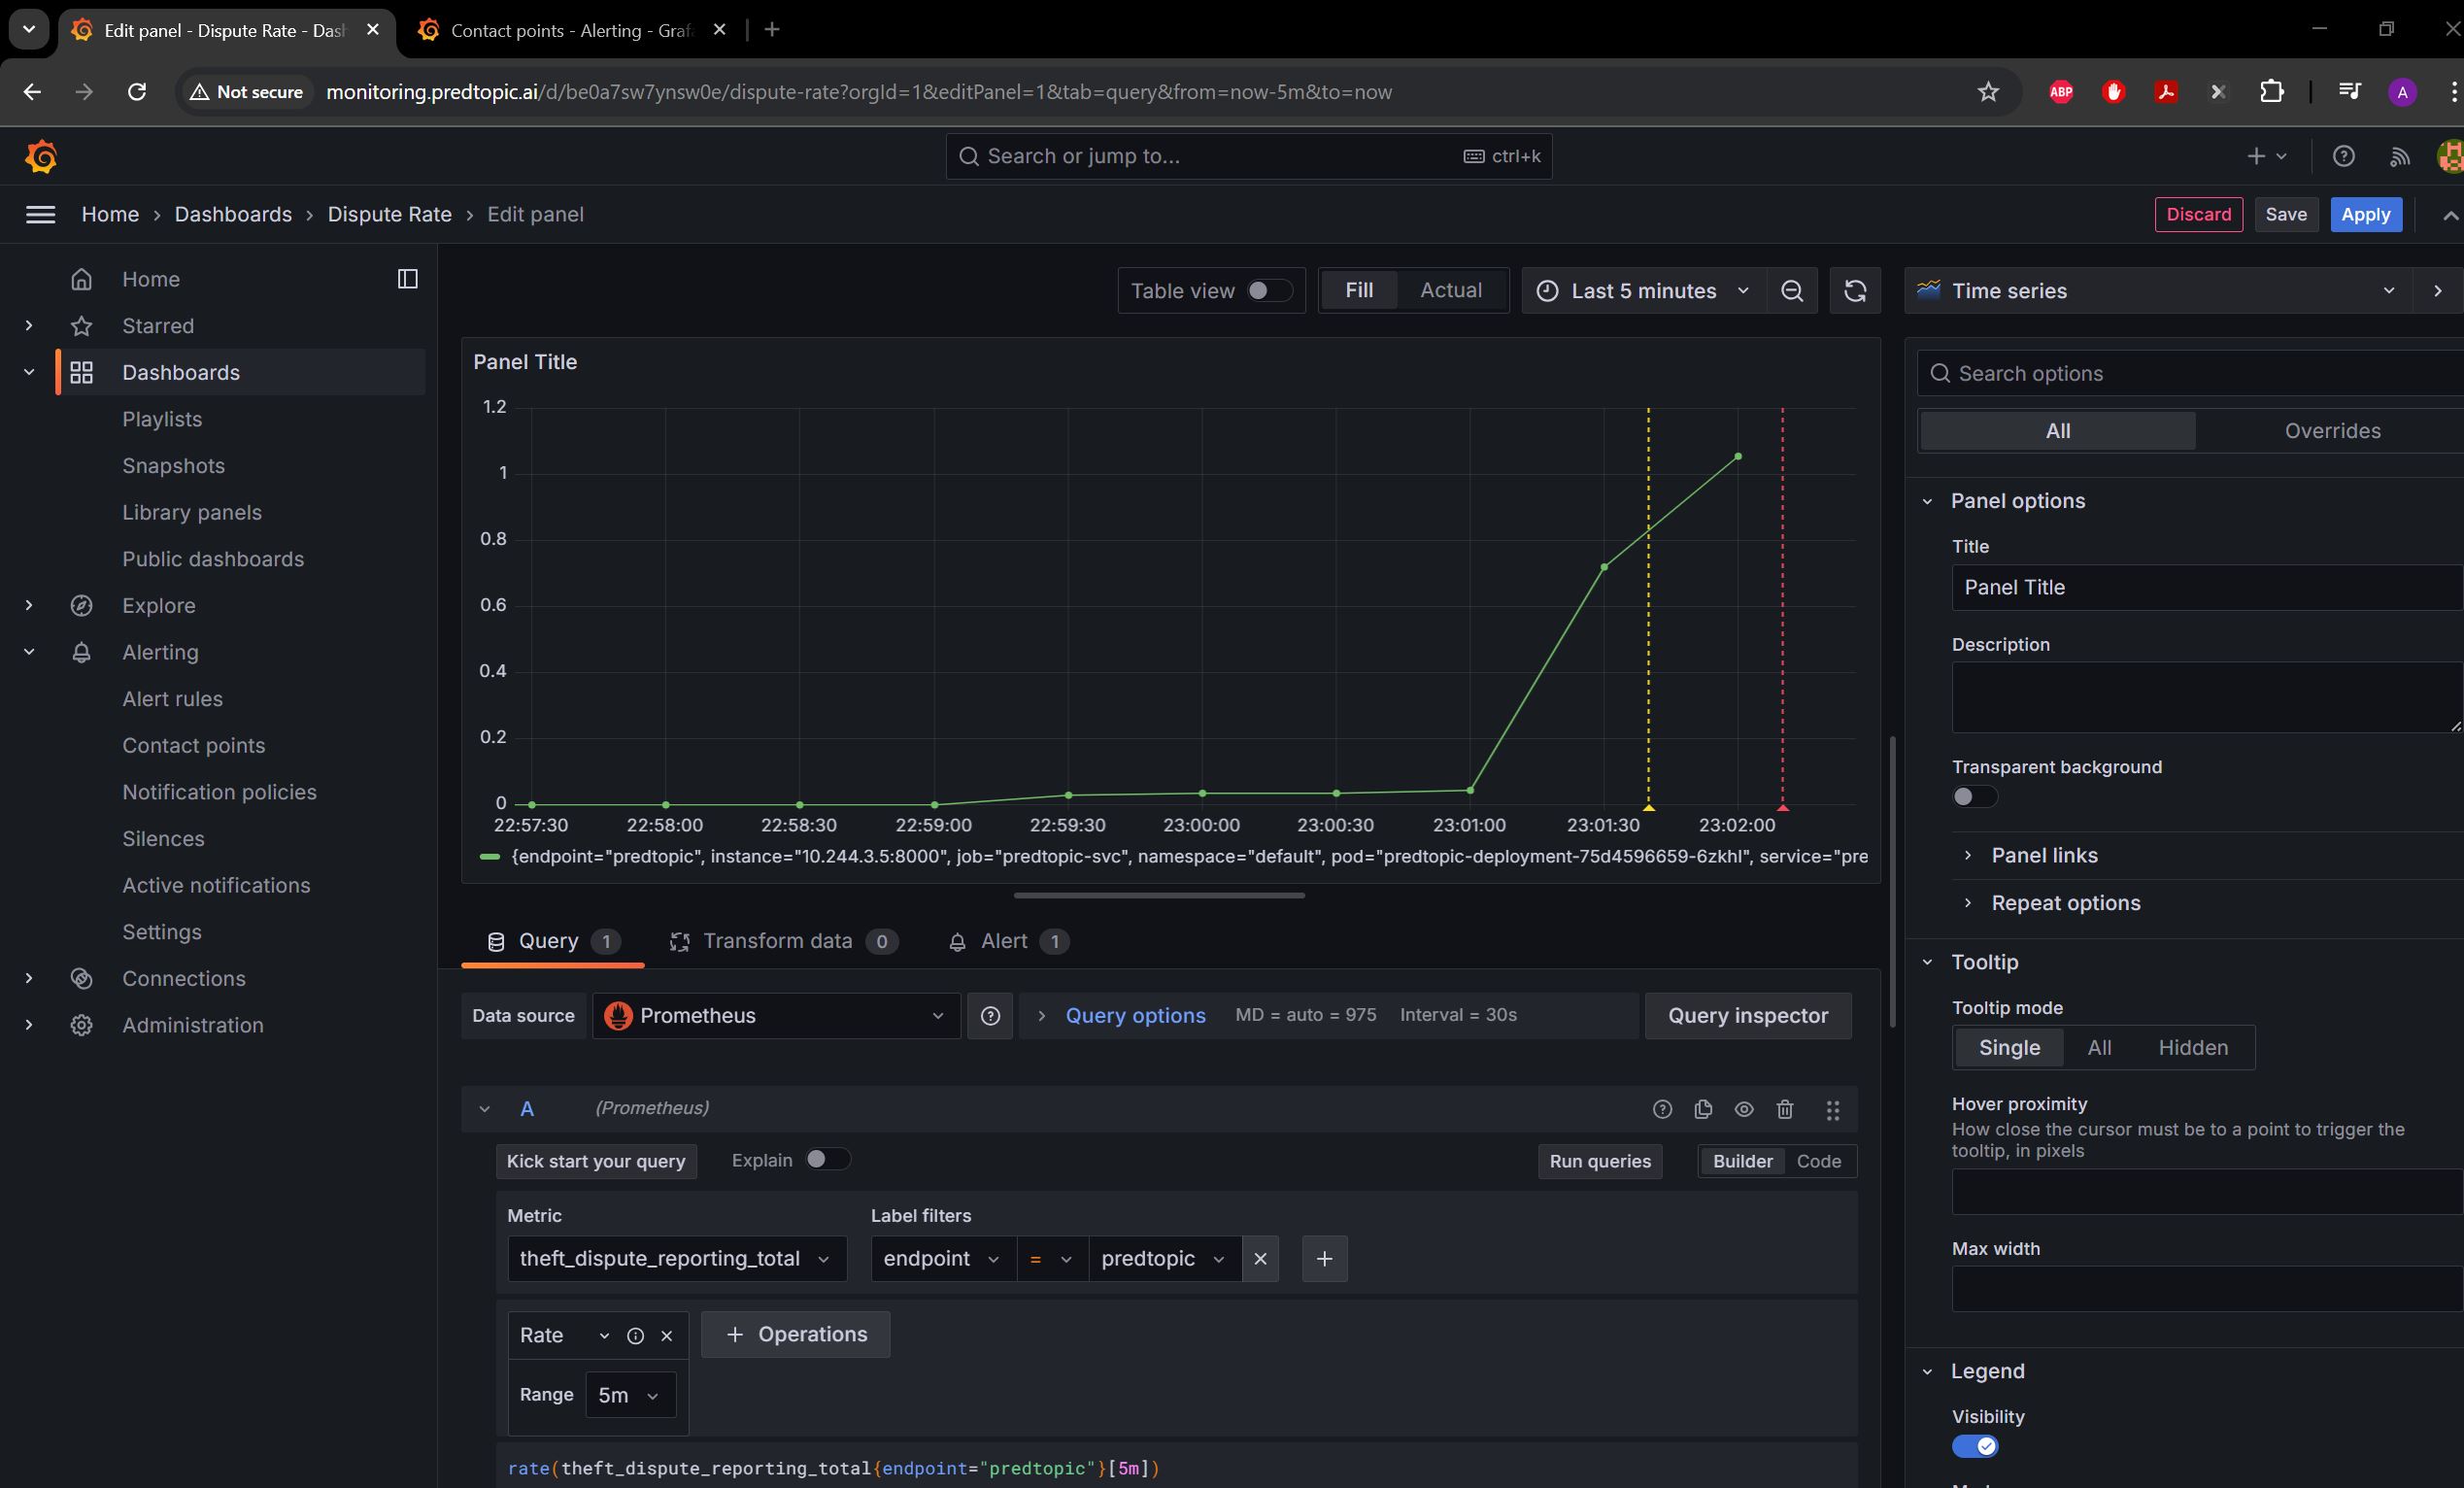 Edit panel - Dispute Rate - Das
Contact points - Alerting - Graf
Not secure
monitoring.predtopic.ai/d/be0a7sw7ynsw0e/dispute-rate?orgId=1&editPanel=1&tab=query&from=now-5m&to=now
ABP
A
Search or jump to...
ctrl+k
Home
Dashboards
Dispute Rate
Edit panel
Discard
Save
Apply
Home
Starred
Dashboards
Playlists
Snapshots
Library panels
Public dashboards
Explore
Alerting
Alert rules
Contact points
Notification policies
Silences
Active notifications
Settings
Connections
Administration
Table view
Fill
Actual
Last 5 minutes
Time series
Panel Title
1.2
1
0.8
0.6
0.4
0.2
0
22:57:30 22:58:00 22:58:30 22:59:00 22:59:30 23:00:00 23:00:30 23:01:00 23:01:30 23:02:00
{endpoint="predtopic", instance="10.244.3.5:8000", job="predtopic-svc", namespace="default", pod="predtopic-deployment-75d4596659-6zkhl", service="pre
Query 1
Transform data 0
Alert 1
Data source
Prometheus
Query options
MD = auto = 975
Interval = 30s
Query inspector
A
(Prometheus)
Kick start your query
Explain
Run queries
Builder
Code
Metric
Label filters
theft_dispute_reporting_total
endpoint
=
predtopic
Rate
Operations
Range
5m
rate(theft_dispute_reporting_total{endpoint="predtopic"}[5m])
Search options
All
Overrides
Panel options
Title
Panel Title
Description
Transparent background
Panel links
Repeat options
Tooltip
Tooltip mode
Single
All
Hidden
Hover proximity
How close the cursor must be to a point to trigger the
tooltip, in pixels
Max width
Legend
Visibility